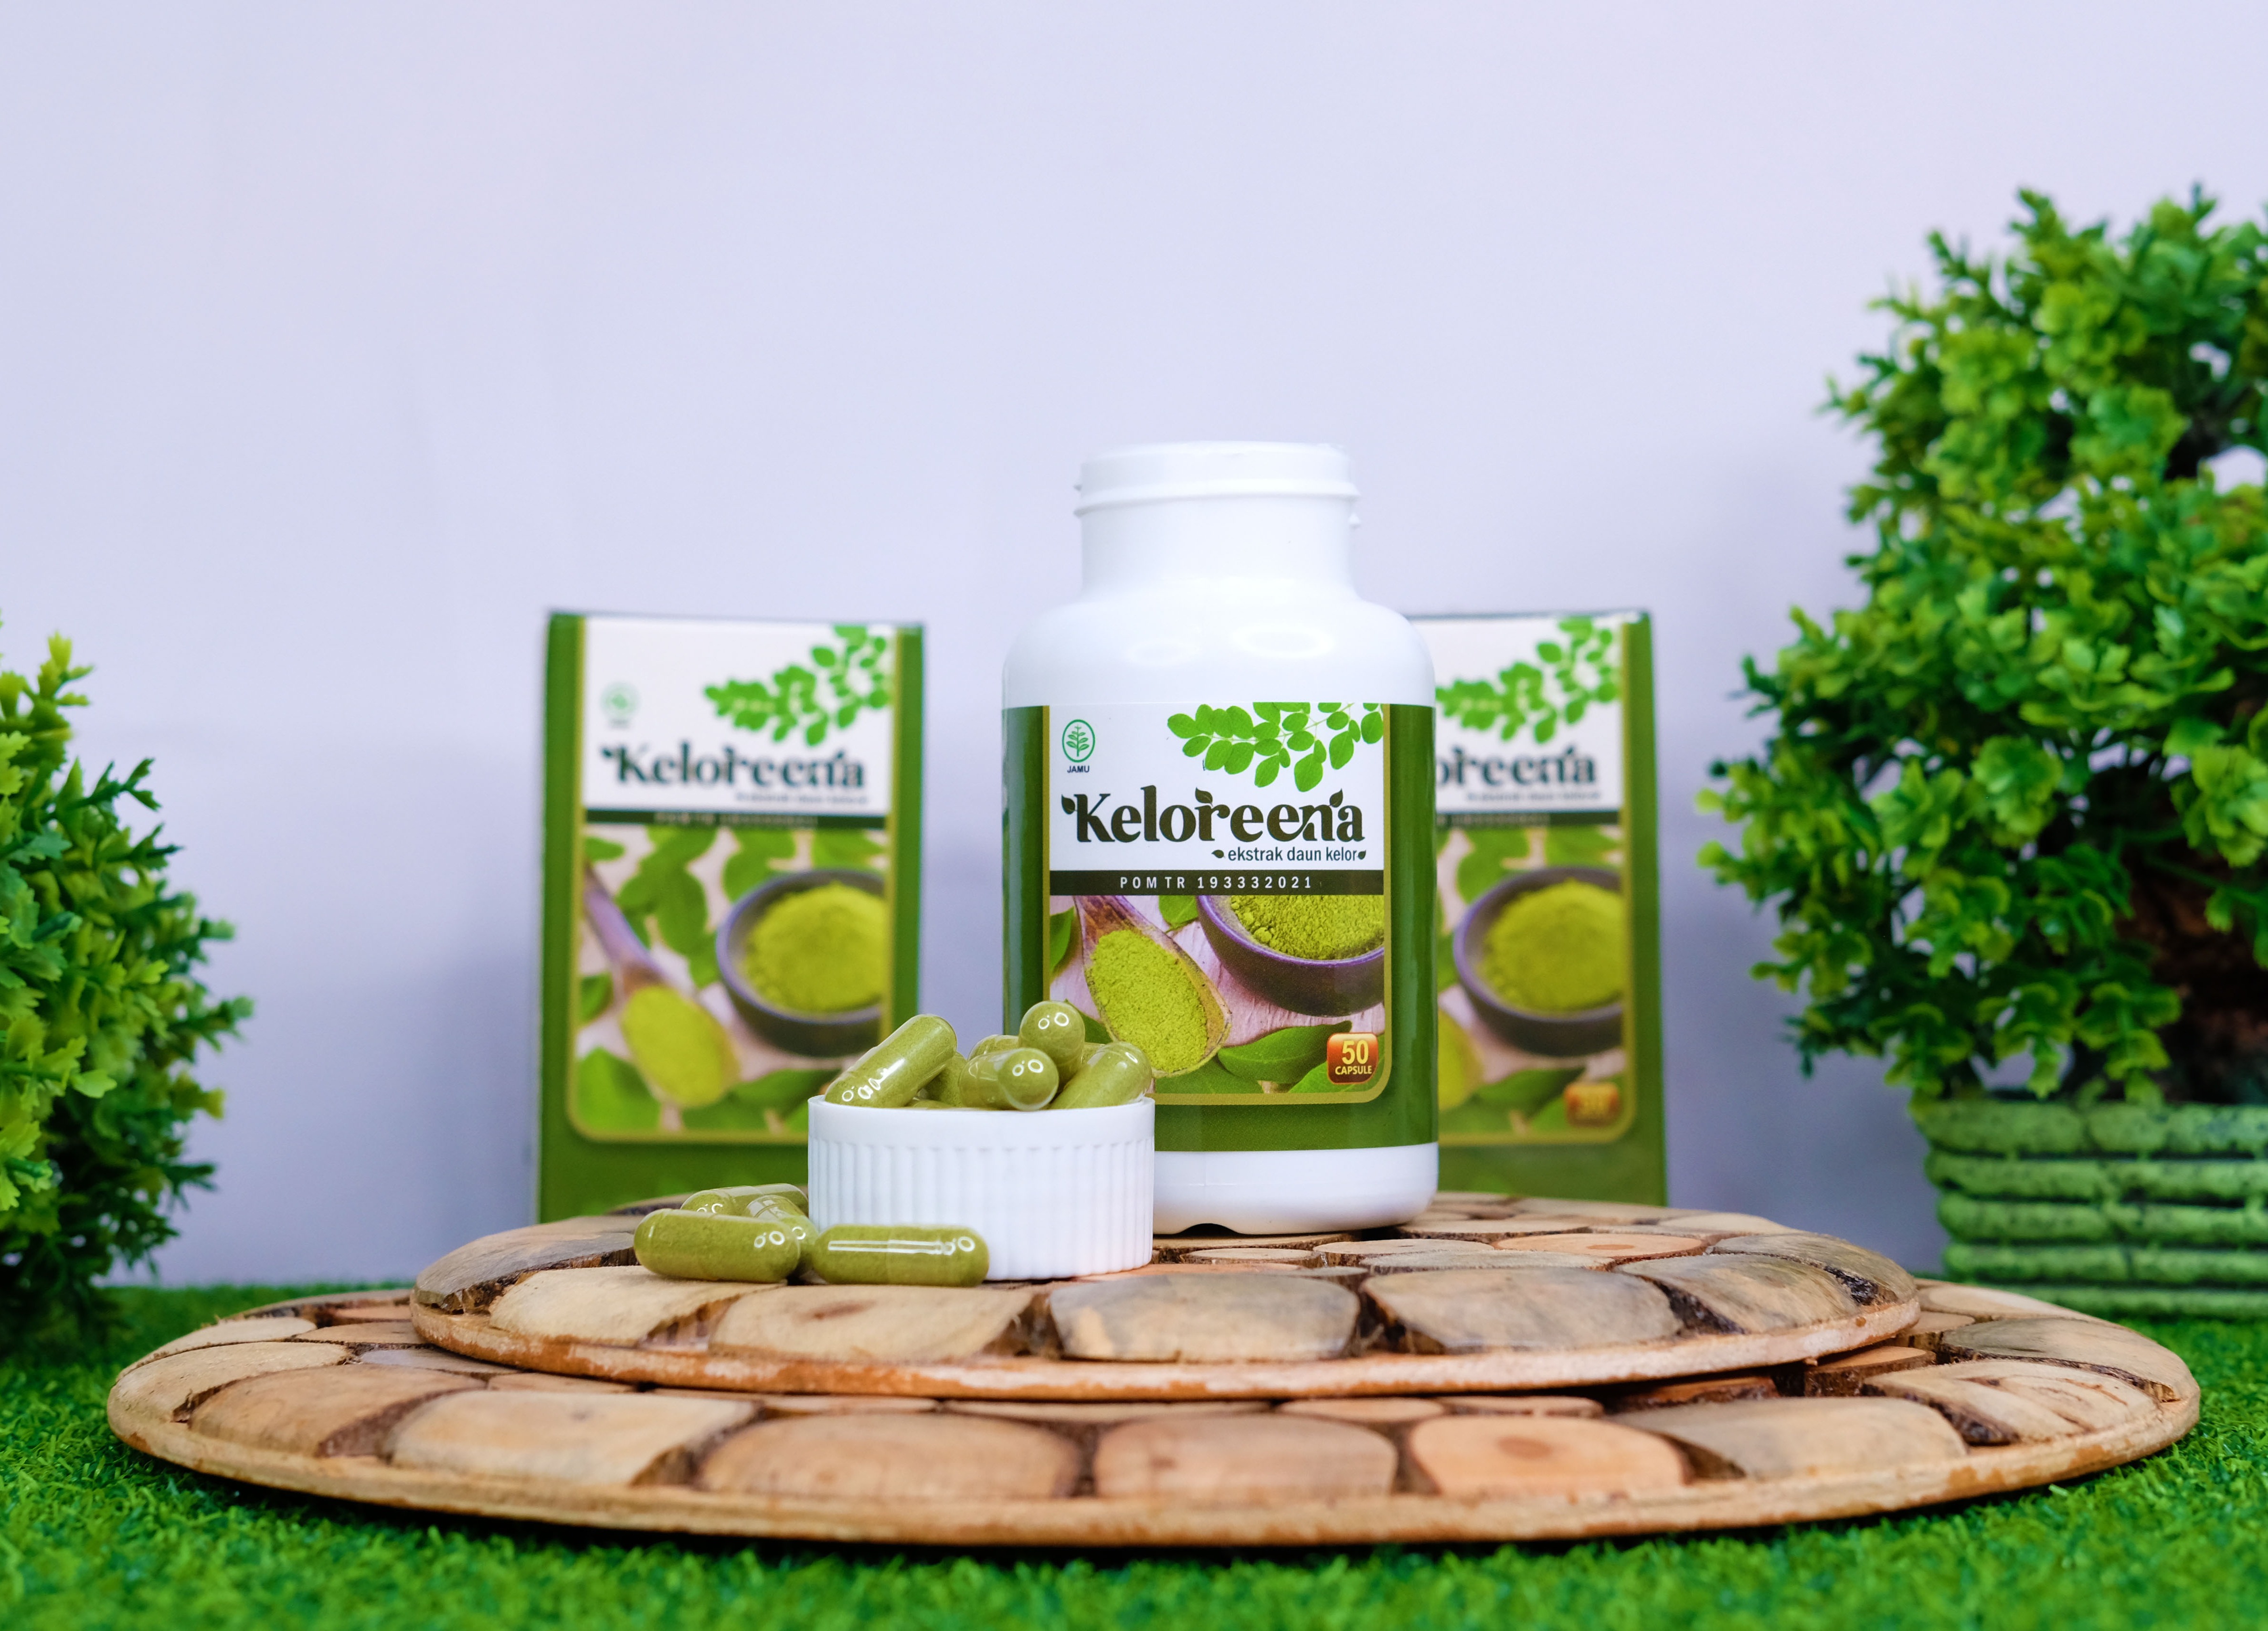 Keloreena
JAMU
Keloreena
ekstrak daun kelor
POM TR 193332021
50
CAPSULE
oreena